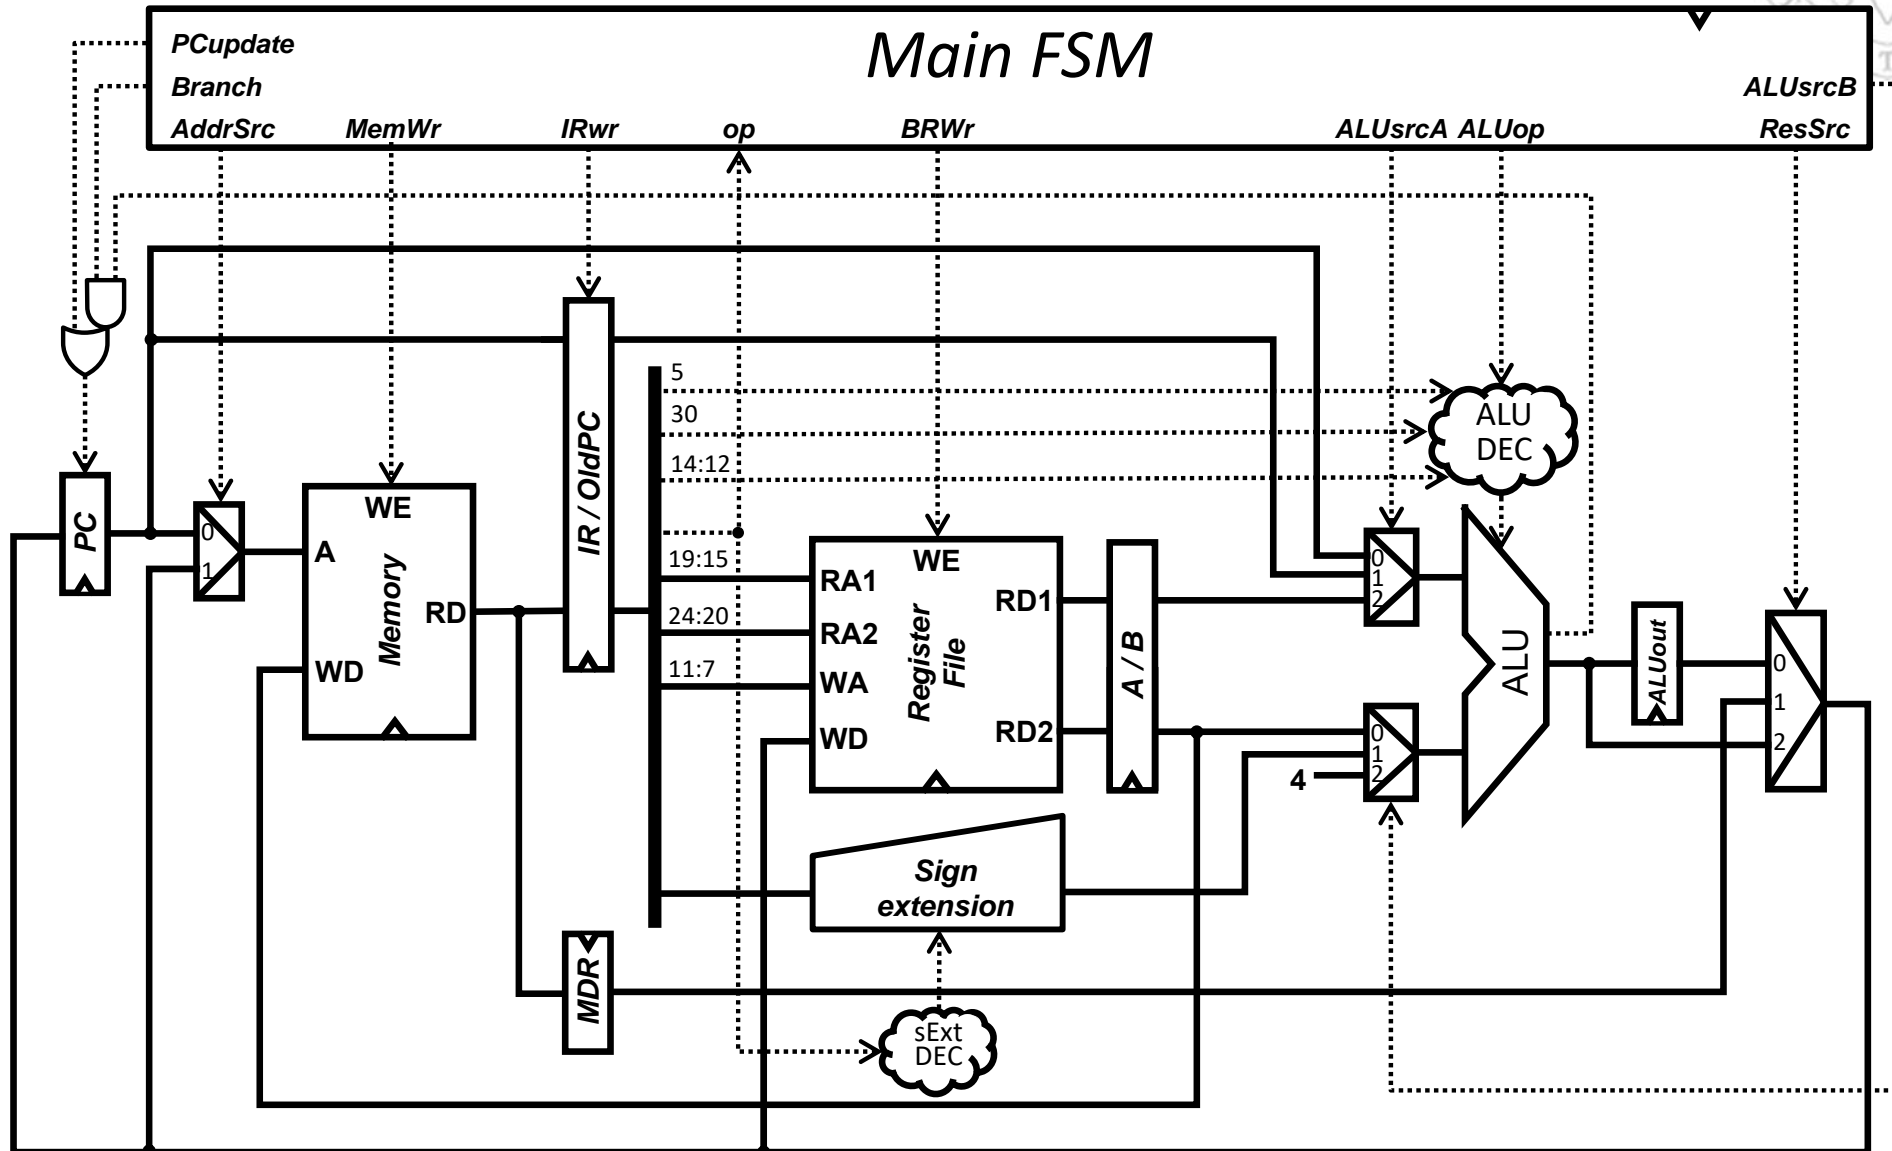 Main FSM
PCupdate
Branch
ALUsrcB
AddrSrc
MemWr
IRwr
op
BRWr
ALUsrcA
ALUop
ResSrc
5
30
14:12
ALU
DEC
PC
0
1
WE
A
Memory
RD
WD
IR / OldPC
19:15
24:20
11:7
WE
RA1
RA2
WA
WD
Register
File
RD1
RD2
A / B
0
1
2
0
1
4
2
ALU
ALUout
0
1
2
Sign
extension
MDR
sExt
DEC